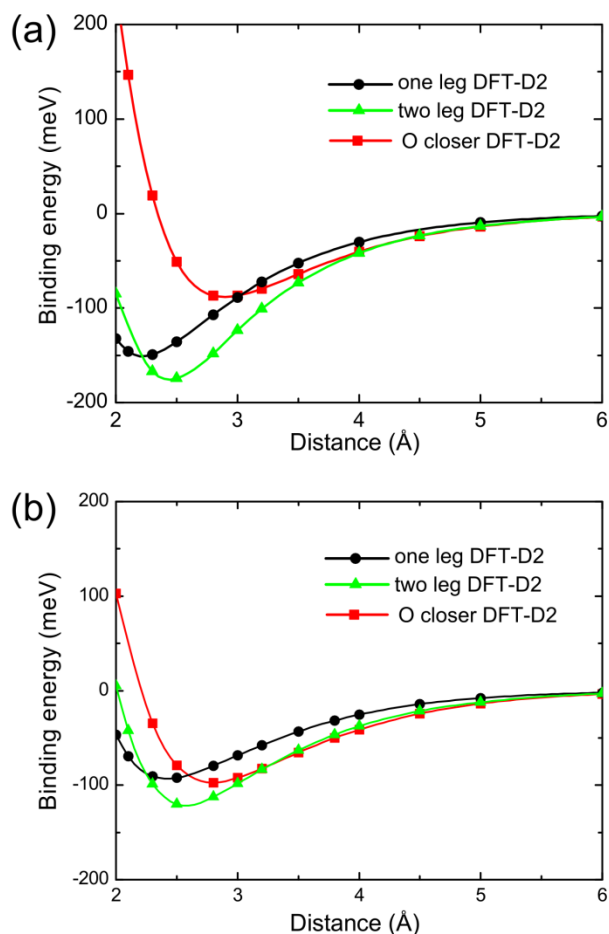 (a)
200
100
0
-100
-200
Binding energy (meV)
one leg DFT-D2
two leg DFT-D2
O closer DFT-D2
2 3 4 5 6
Distance (Å)
(b)
200
100
0
-100
-200
Binding energy (meV)
one leg DFT-D2
two leg DFT-D2
O closer DFT-D2
2 3 4 5 6
Distance (Å)